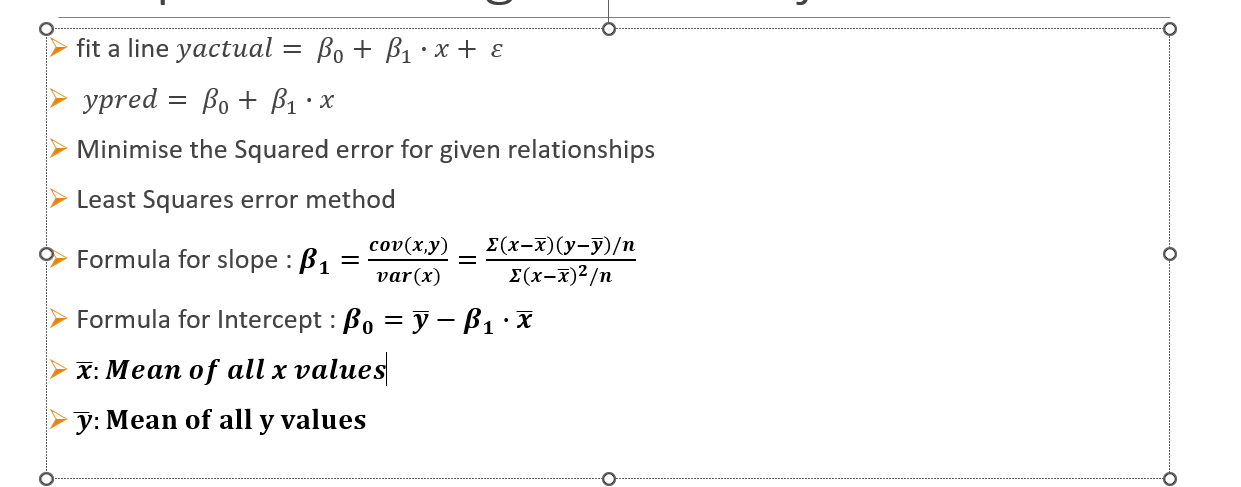 fit a line yactual = β₀ + β₁ · x + ε
ypred = β₀ + β₁ · x
Minimise the Squared error for given relationships
Least Squares error method
Formula for slope : β₁ = cov(x,y)/var(x) = (Σ(x−x̅)(y−y̅)/n)/(Σ(x−x̅)²/n)
Formula for Intercept : β₀ = y̅ − β₁ · x̅
x̅: Mean of all x values
y̅: Mean of all y values